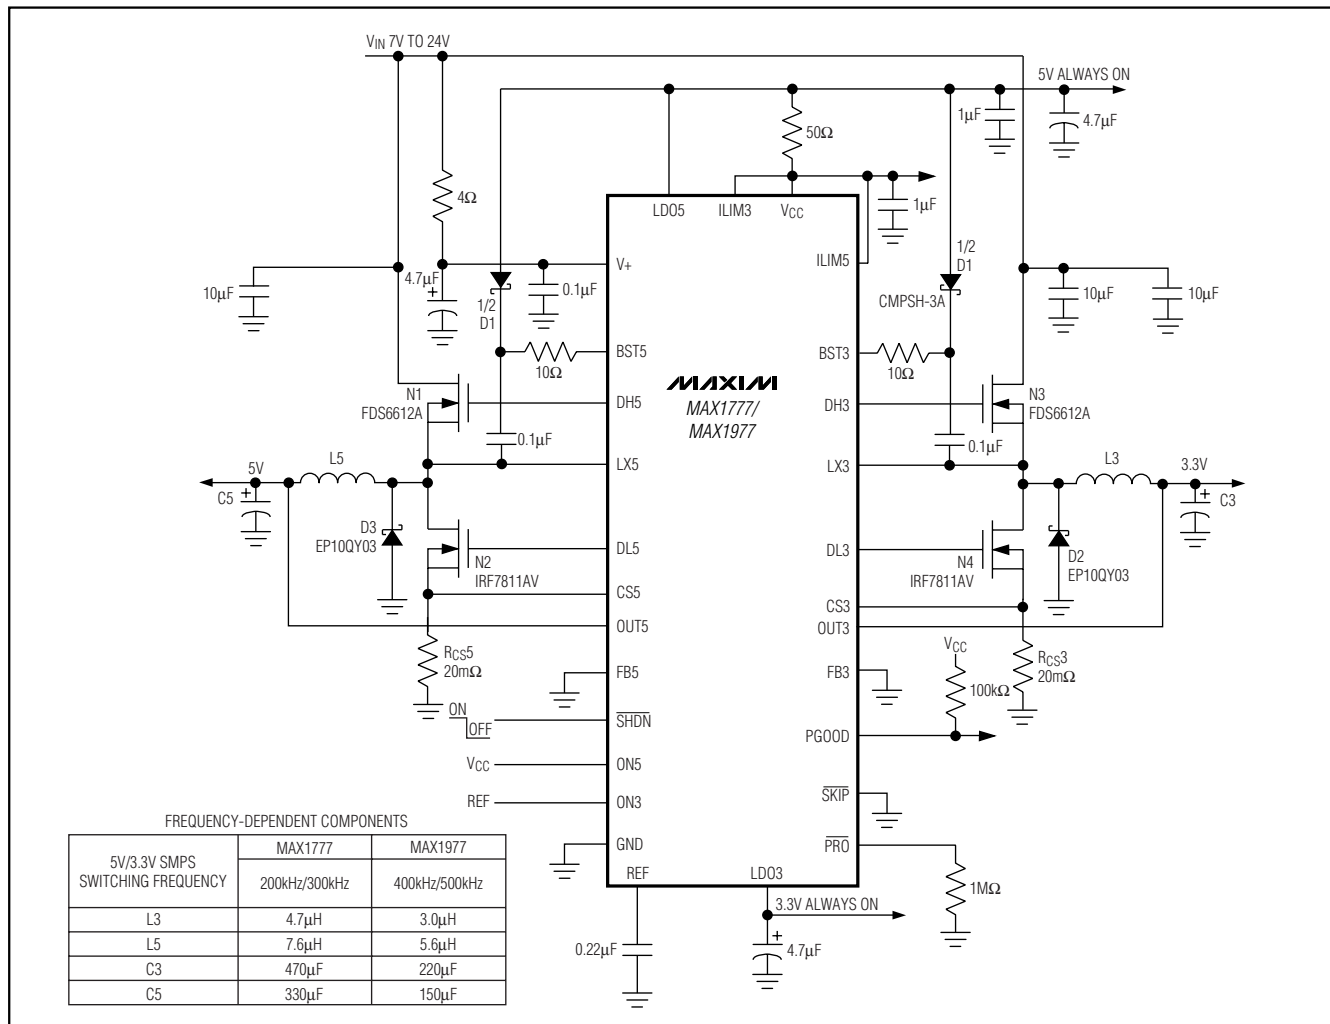 VIN 7V TO 24V
5V ALWAYS ON
1μF
4.7μF
50Ω
4Ω
LDO5
ILIM3
VCC
1μF
V+
ILIM5
1/2
D1
CMPSH-3A
10μF
4.7μF
+
0.1μF
1/2
D1
10μF
10μF
BST5
10Ω
BST3
10Ω
MAXIM
MAX1777/
MAX1977
N1
FDS6612A
DH5
DH3
N3
FDS6612A
0.1μF
0.1μF
5V
L5
LX5
LX3
L3
3.3V
C5
+
+
C3
D3
EP10QY03
DL5
DL3
N2
IRF7811AV
N4
IRF7811AV
D2
EP10QY03
CS5
CS3
OUT5
OUT3
RCS5
20mΩ
VCC
RCS3
20mΩ
FB5
FB3
100kΩ
ON
OFF
SHDN
PGOOD
VCC
ON5
REF
ON3
SKIP
GND
PRO
REF
LDO3
1MΩ
3.3V ALWAYS ON
0.22μF
+
4.7μF
FREQUENCY-DEPENDENT COMPONENTS
5V/3.3V SMPS SWITCHING FREQUENCY MAX1777 MAX1977
200kHz/300kHz 400kHz/500kHz
L3 4.7μH 3.0μH
L5 7.6μH 5.6μH
C3 470μF 220μF
C5 330μF 150μF